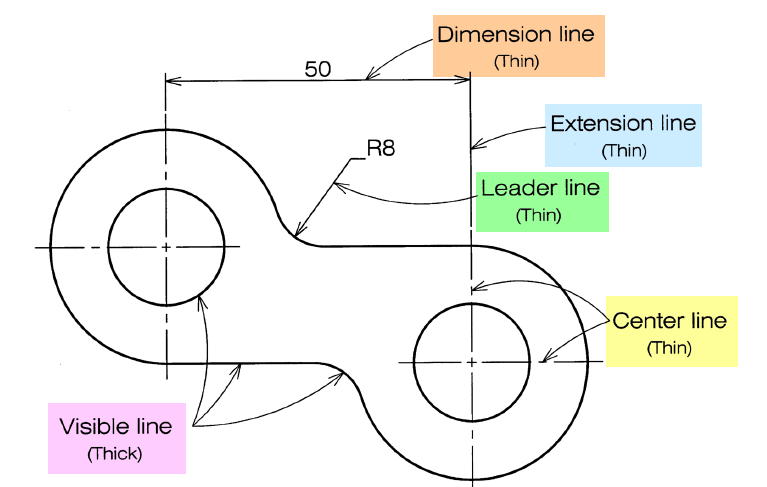 Dimension line
(Thin)
50
Extension line
(Thin)
R8
Leader line
(Thin)
Center line
(Thin)
Visible line
(Thick)